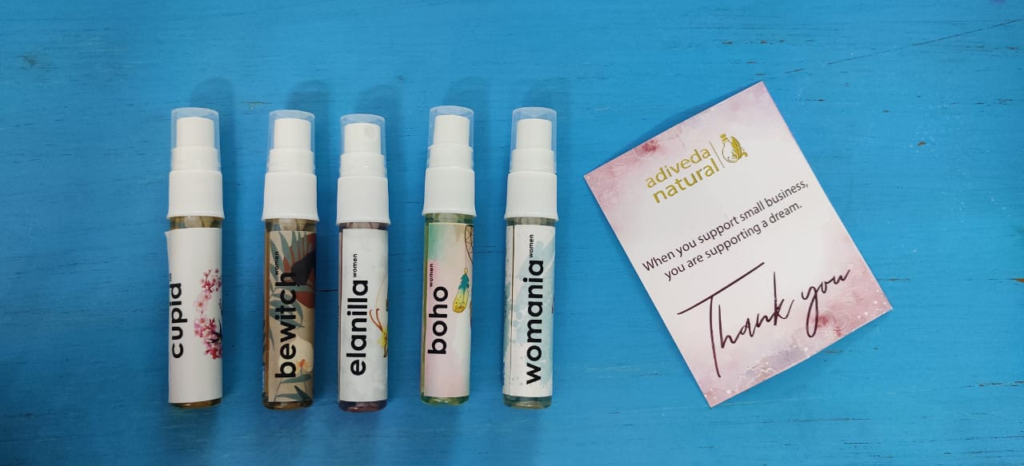 cupid
bewitch women
elanilla women
boho women
womania women
adiveda
natural
When you support small business,
you are supporting a dream.
Thank you